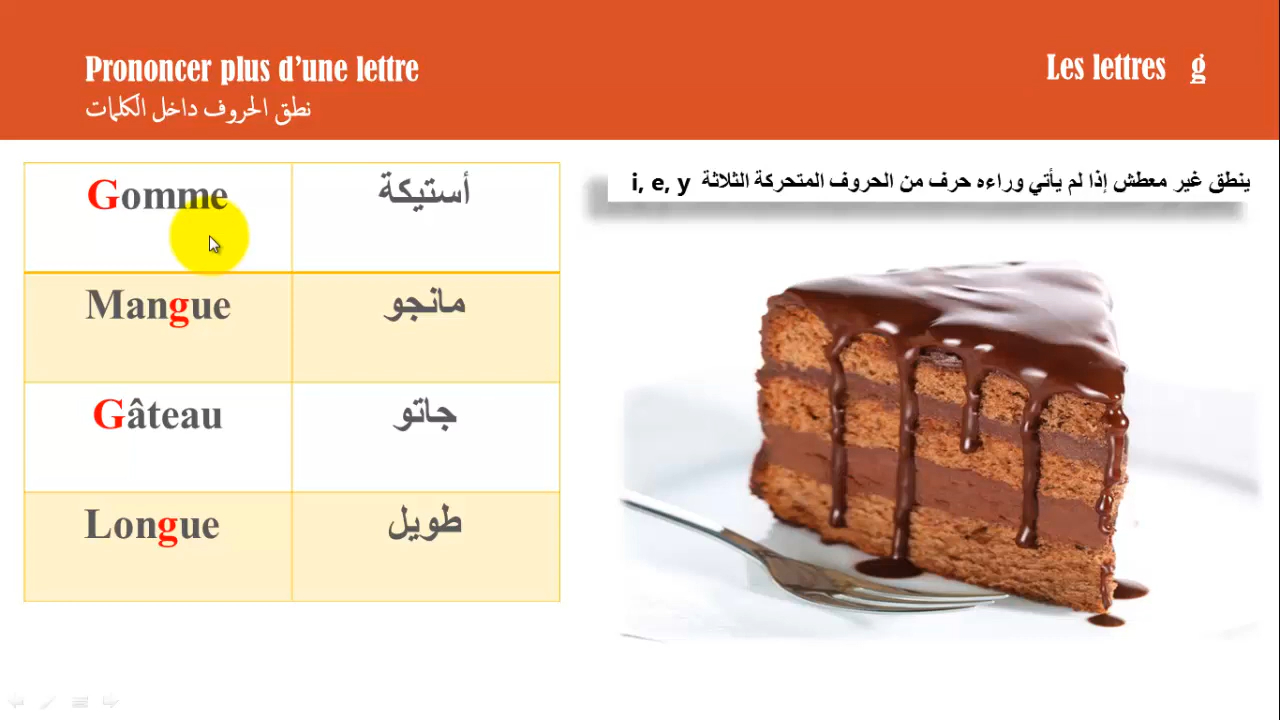 Prononcer plus d’une lettre
نطق الحروف داخل الكلمات
Les lettres g
Gomme أستيكة
Mangue مانجو
Gâteau جاتو
Longue طويل
ينطق غير معطش إذا لم يأتي وراءه حرف من الحروف المتحركة الثلاثة i, e, y